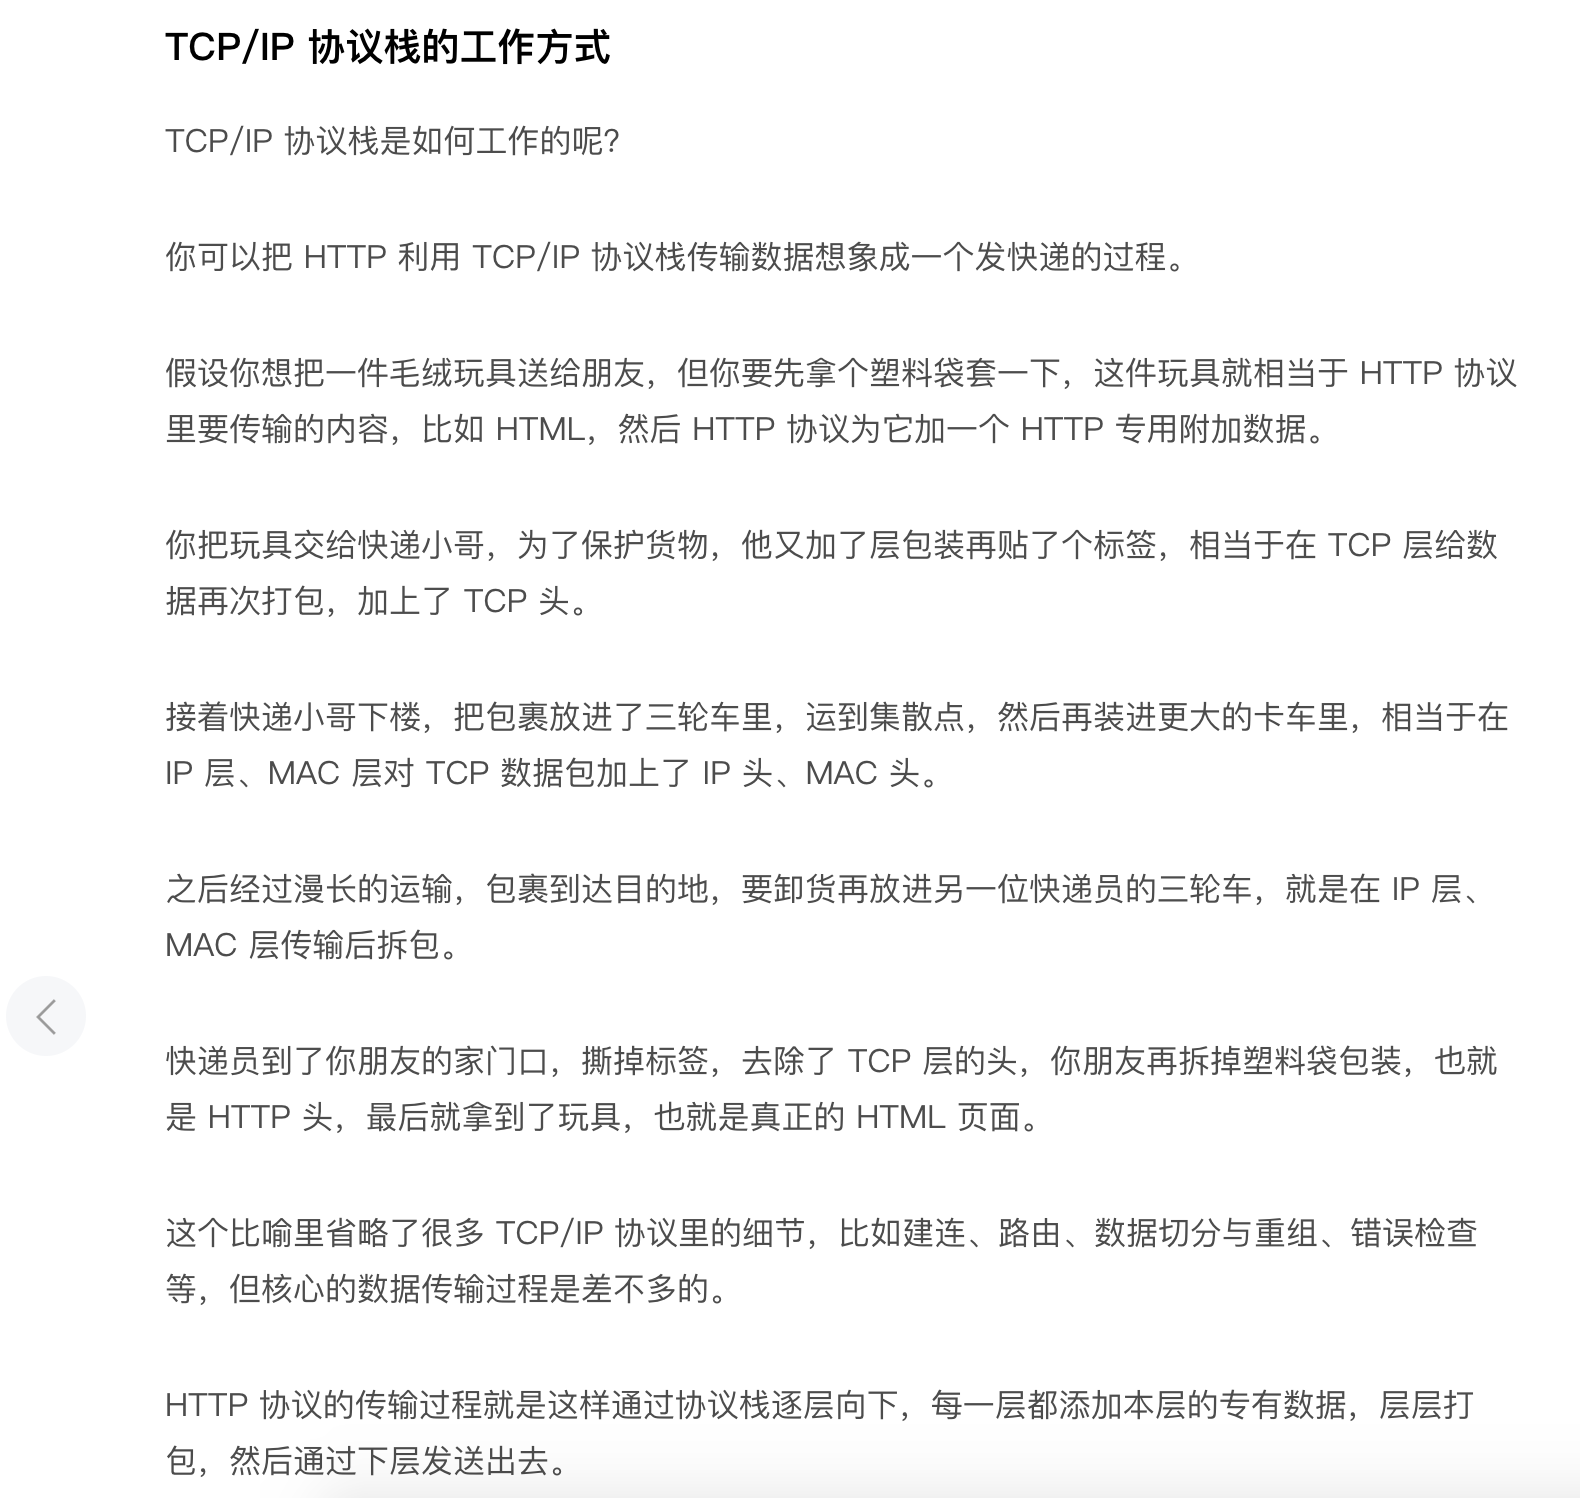 TCP/IP 协议栈的工作方式
TCP/IP 协议栈是如何工作的呢？
你可以把 HTTP 利用 TCP/IP 协议栈传输数据想象成一个发快递的过程。
假设你想把一件毛绒玩具送给朋友，但你要先拿个塑料袋套一下，这件玩具就相当于 HTTP 协议
里要传输的内容，比如 HTML，然后 HTTP 协议为它加一个 HTTP 专用附加数据。
你把玩具交给快递小哥，为了保护货物，他又加了层包装再贴了个标签，相当于在 TCP 层给数
据再次打包，加上了 TCP 头。
接着快递小哥下楼，把包裹放进了三轮车里，运到集散点，然后再装进更大的卡车里，相当于在
IP 层、MAC 层对 TCP 数据包加上了 IP 头、MAC 头。
之后经过漫长的运输，包裹到达目的地，要卸货再放进另一位快递员的三轮车，就是在 IP 层、
MAC 层传输后拆包。
快递员到了你朋友的家门口，撕掉标签，去除了 TCP 层的头，你朋友再拆掉塑料袋包装，也就
是 HTTP 头，最后就拿到了玩具，也就是真正的 HTML 页面。
这个比喻里省略了很多 TCP/IP 协议里的细节，比如建连、路由、数据切分与重组、错误检查
等，但核心的数据传输过程是差不多的。
HTTP 协议的传输过程就是这样通过协议栈逐层向下，每一层都添加本层的专有数据，层层打
包，然后通过下层发送出去。